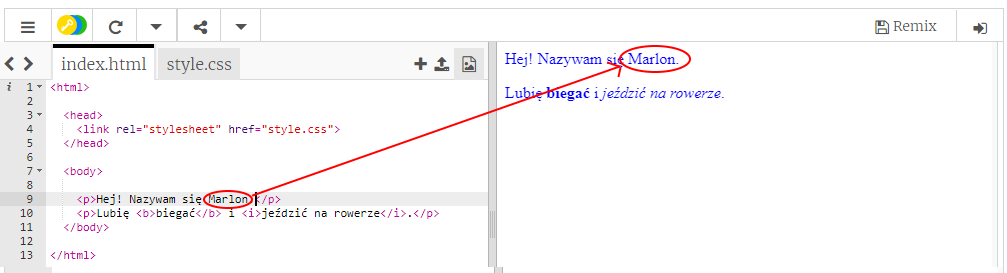 Remix
index.html style.css
i 1 <html>
2
3 <head>
4 <link rel="stylesheet" href="style.css">
5 </head>
6
7 <body>
8
9 <p>Hej! Nazywam się Marlon.</p>
10 <p>Lubię <b>biegać</b> i <i>jeździć na rowerze</i>.</p>
11 </body>
12
13 </html>
Hej! Nazywam się Marlon.
Lubię biegać i jeździć na rowerze.